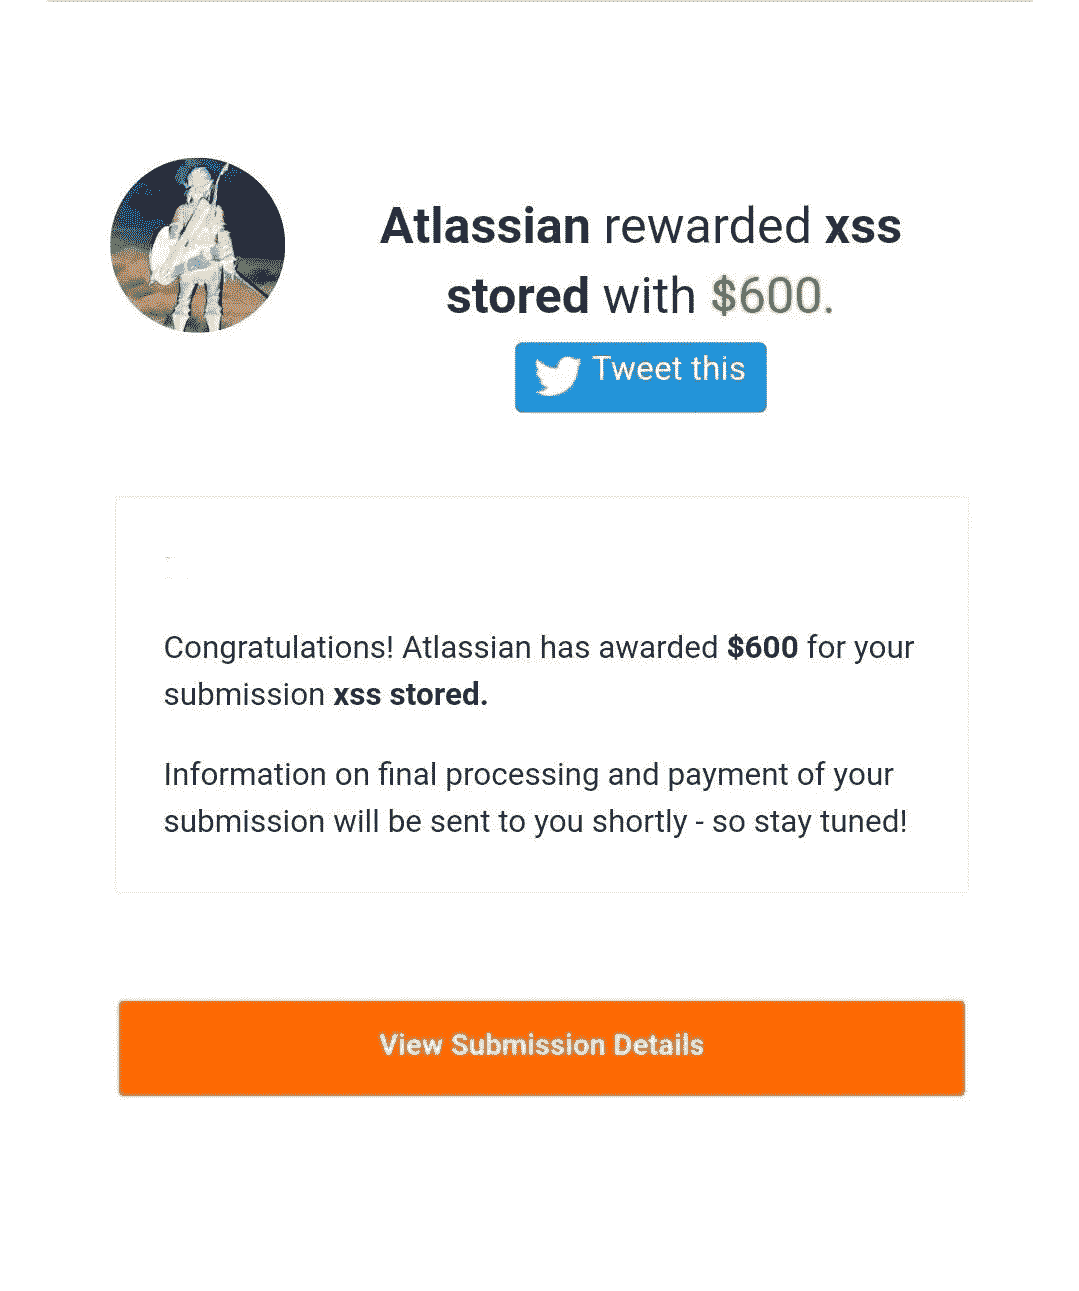 Atlassian rewarded xss
stored with $600.
Tweet this
Congratulations! Atlassian has awarded $600 for your
submission xss stored.
Information on final processing and payment of your
submission will be sent to you shortly - so stay tuned!
View Submission Details